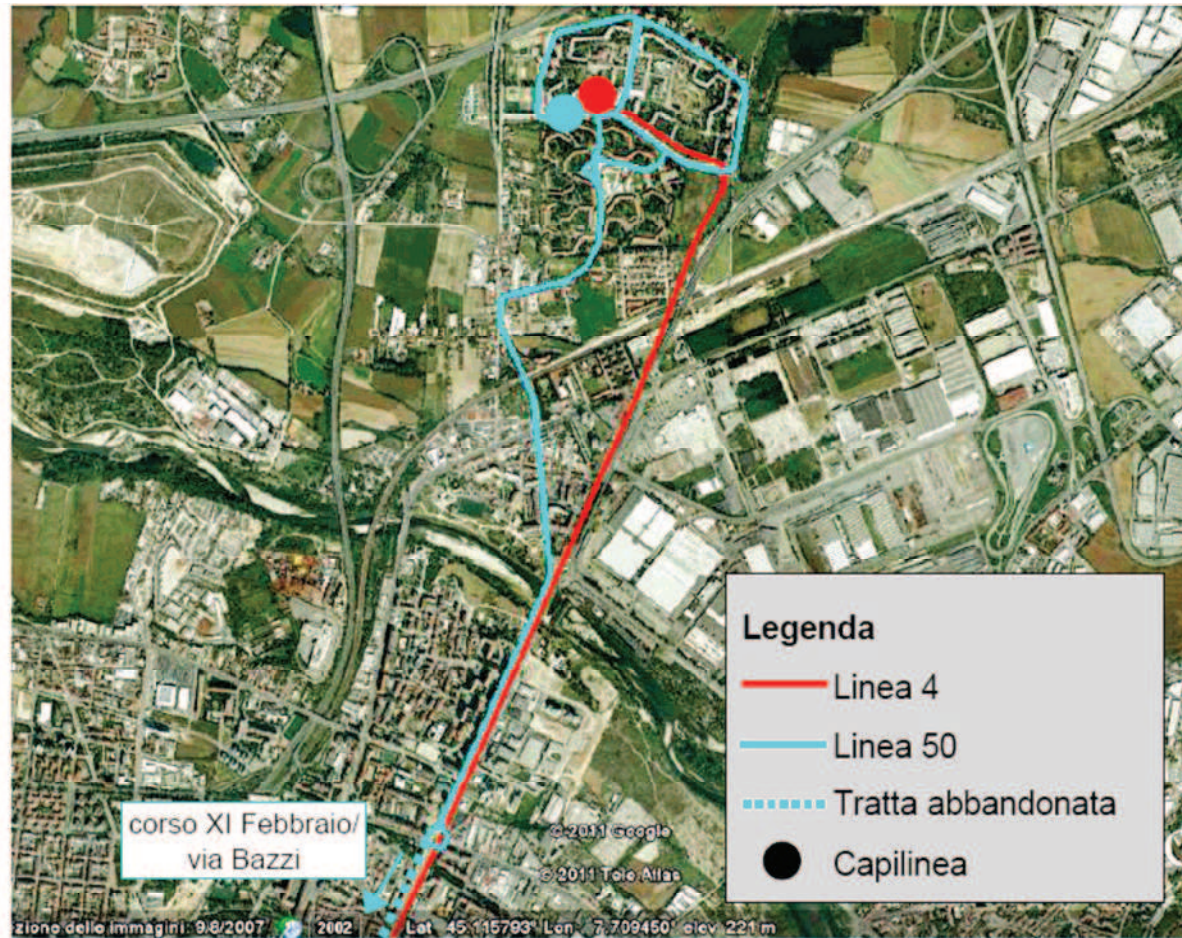 Legenda
Linea 4
Linea 50
Tratta abbandonata
Capilinea
corso XI Febbraio/
via Bazzi
© 2011 Google
© 2011 Tele Atlas
zione delle immagini: 9/8/2007 2002 Lat 45.115793° Lon 7.709450° elev 221 m